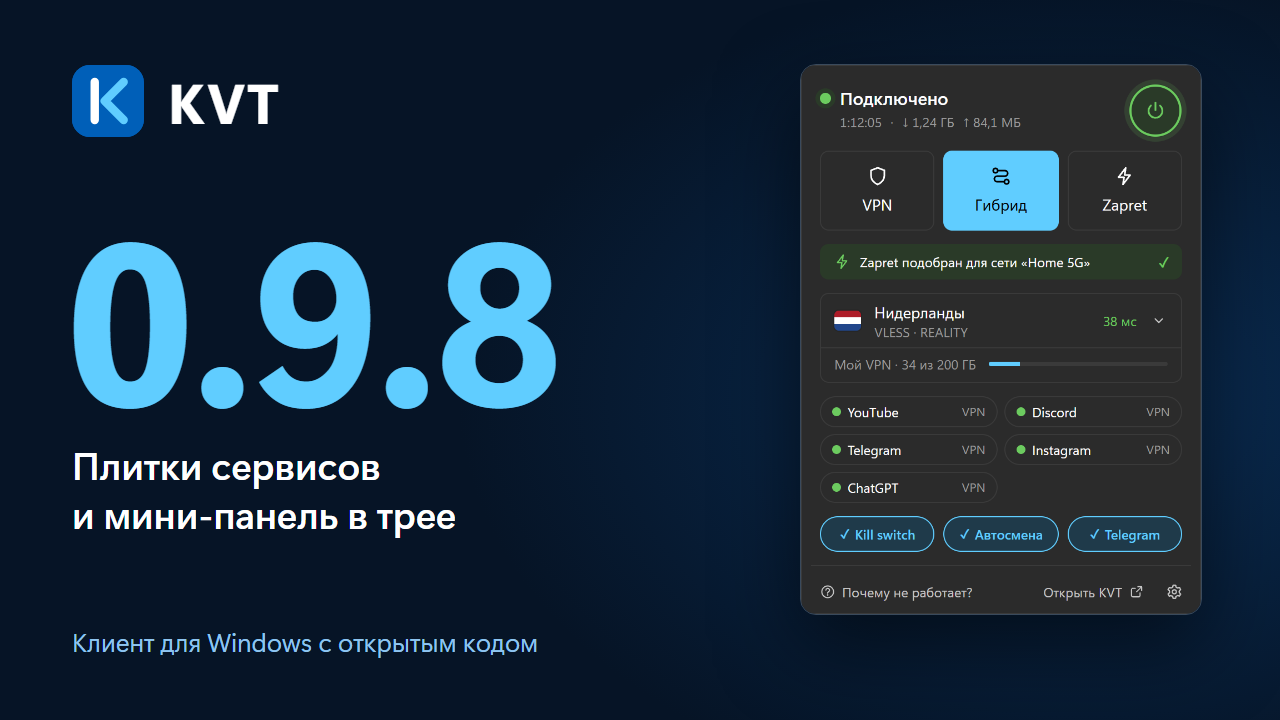 KVT
0.9.8
Плитки сервисов
и мини-панель в трее
Клиент для Windows с открытым кодом
Подключено
1:12:05 · ↓ 1,24 ГБ ↑ 84,1 МБ
VPN
Гибрид
Zapret
Zapret подобран для сети «Home 5G» ✓
Нидерланды
VLESS · REALITY
38 мс
Мой VPN · 34 из 200 ГБ
YouTube VPN
Discord VPN
Telegram VPN
Instagram VPN
ChatGPT VPN
✓ Kill switch
✓ Автосмена
✓ Telegram
Почему не работает?
Открыть KVT